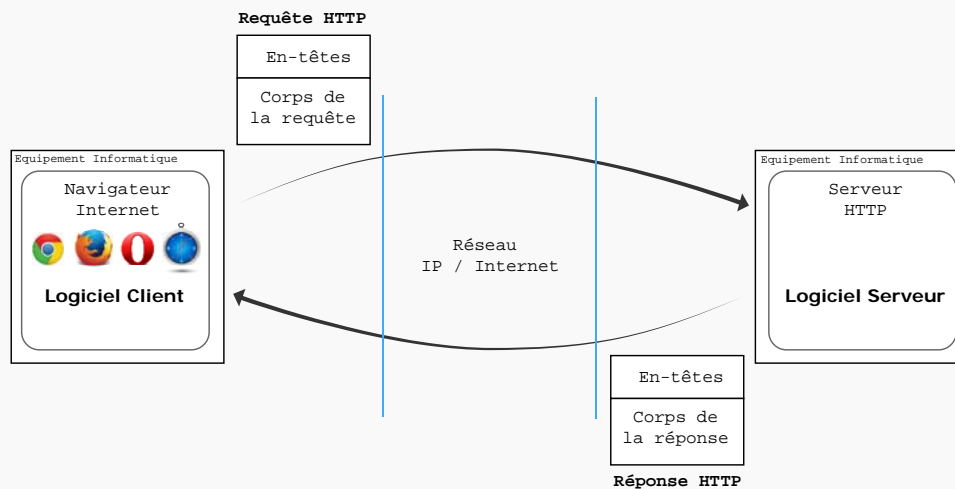 Requête HTTP
En-têtes
Corps de
la requête
Equipement Informatique
Navigateur
Internet
Logiciel Client
Réseau
IP / Internet
Equipement Informatique
Serveur
HTTP
Logiciel Serveur
En-têtes
Corps de
la réponse
Réponse HTTP